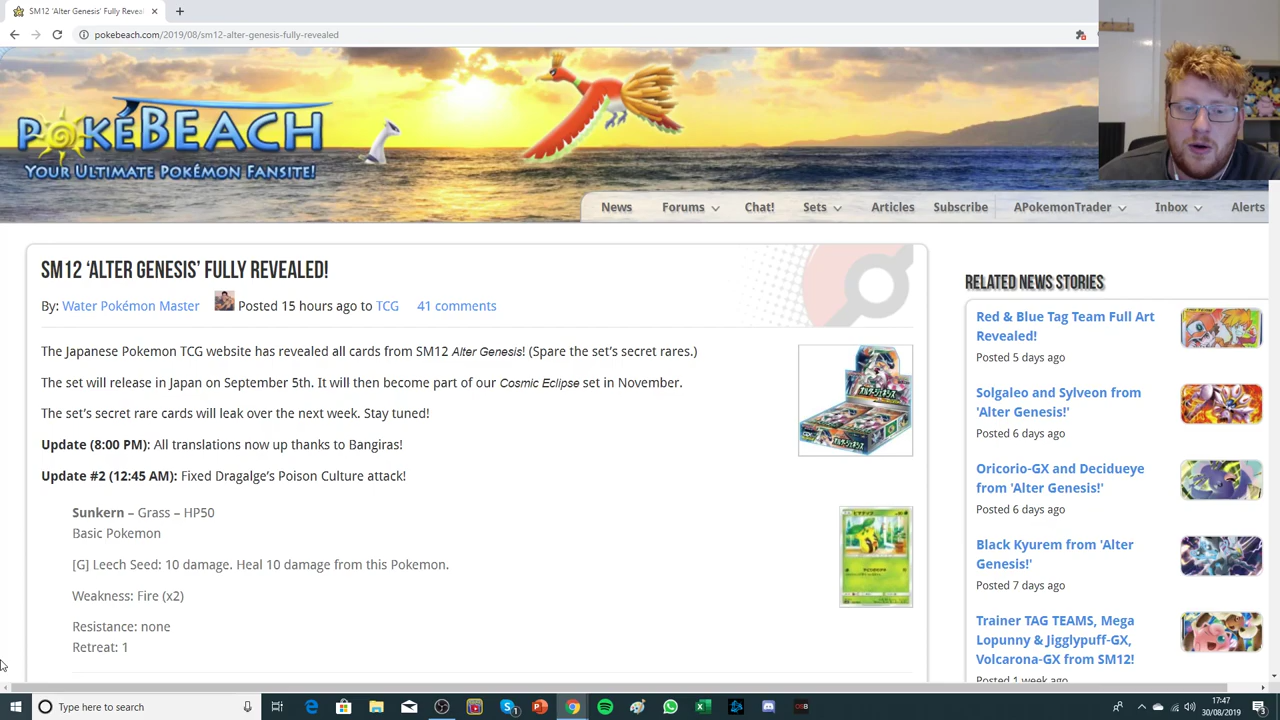 SM12 'Alter Genesis' Fully Reveal
pokebeach.com/2019/08/sm12-alter-genesis-fully-revealed
POKÉBEACH
YOUR ULTIMATE POKÉMON FANSITE!
News Forums Chat! Sets Articles Subscribe APokemonTrader Inbox Alerts
SM12 'ALTER GENESIS' FULLY REVEALED!
By: Water Pokémon Master Posted 15 hours ago to TCG 41 comments
The Japanese Pokemon TCG website has revealed all cards from SM12 Alter Genesis! (Spare the set's secret rares.)
The set will release in Japan on September 5th. It will then become part of our Cosmic Eclipse set in November.
The set's secret rare cards will leak over the next week. Stay tuned!
Update (8:00 PM): All translations now up thanks to Bangiras!
Update #2 (12:45 AM): Fixed Dragalge's Poison Culture attack!
Sunkern – Grass – HP50
Basic Pokemon
[G] Leech Seed: 10 damage. Heal 10 damage from this Pokemon.
Weakness: Fire (x2)
Resistance: none
Retreat: 1
RELATED NEWS STORIES
Red & Blue Tag Team Full Art
Revealed!
Posted 5 days ago
Solgaleo and Sylveon from
'Alter Genesis'!
Posted 6 days ago
Oricorio-GX and Decidueye
from 'Alter Genesis'!
Posted 6 days ago
Black Kyurem from 'Alter
Genesis'!
Posted 7 days ago
Trainer TAG TEAMS, Mega
Lopunny & Jigglypuff-GX,
Volcarona-GX from SM12!
Posted 1 week ago
Type here to search
17:47
30/08/2019